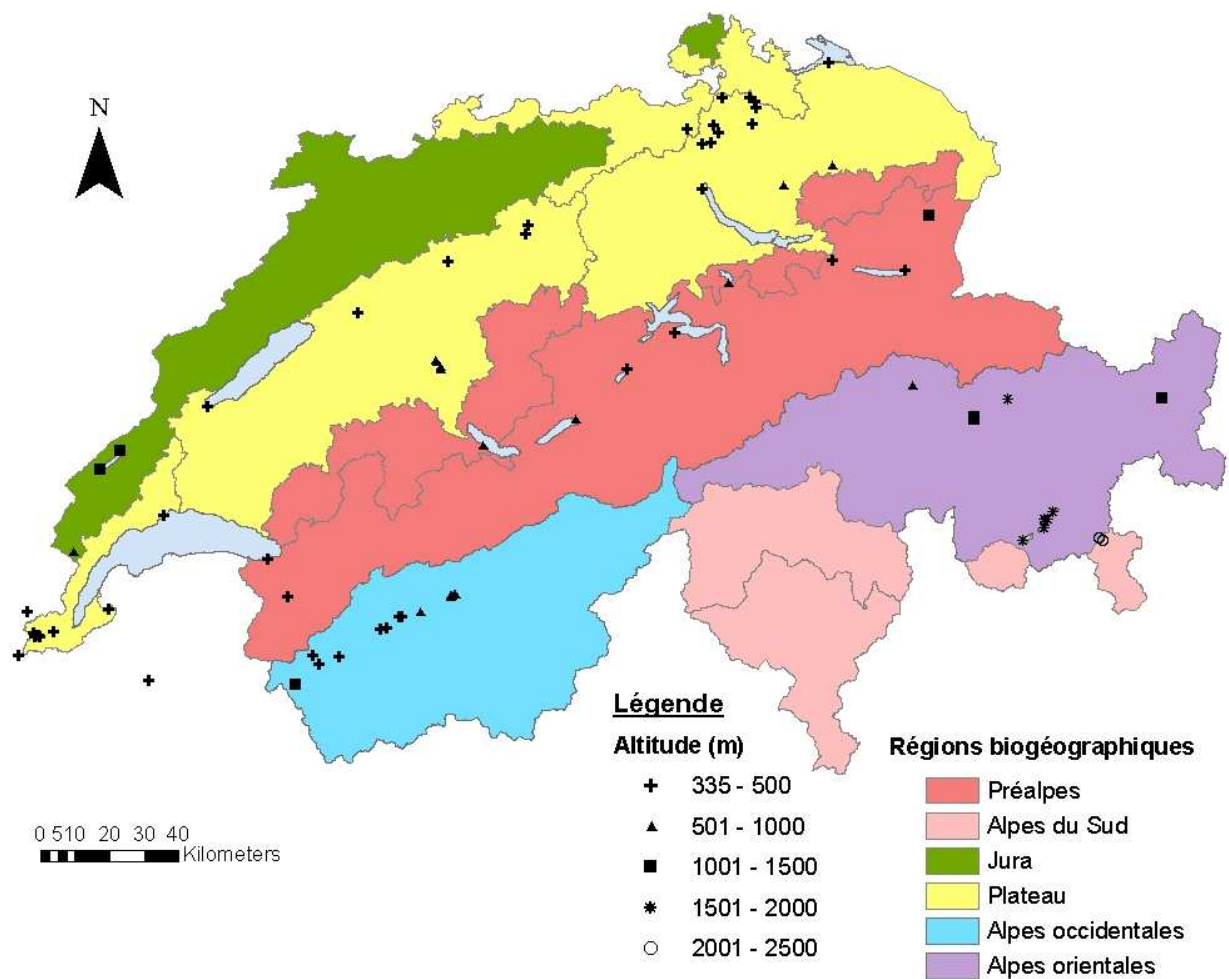 N
0 510 20 30 40
Kilometers
Légende
Altitude (m)
335 - 500
501 - 1000
1001 - 1500
1501 - 2000
2001 - 2500
Régions biogéographiques
Préalpes
Alpes du Sud
Jura
Plateau
Alpes occidentales
Alpes orientales